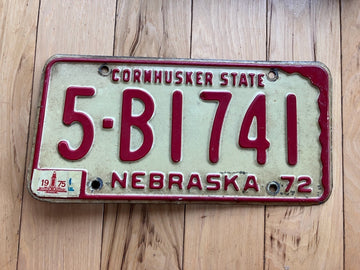 CORNHUSKER STATE
5-B1741
1975
NEBRASKA 72